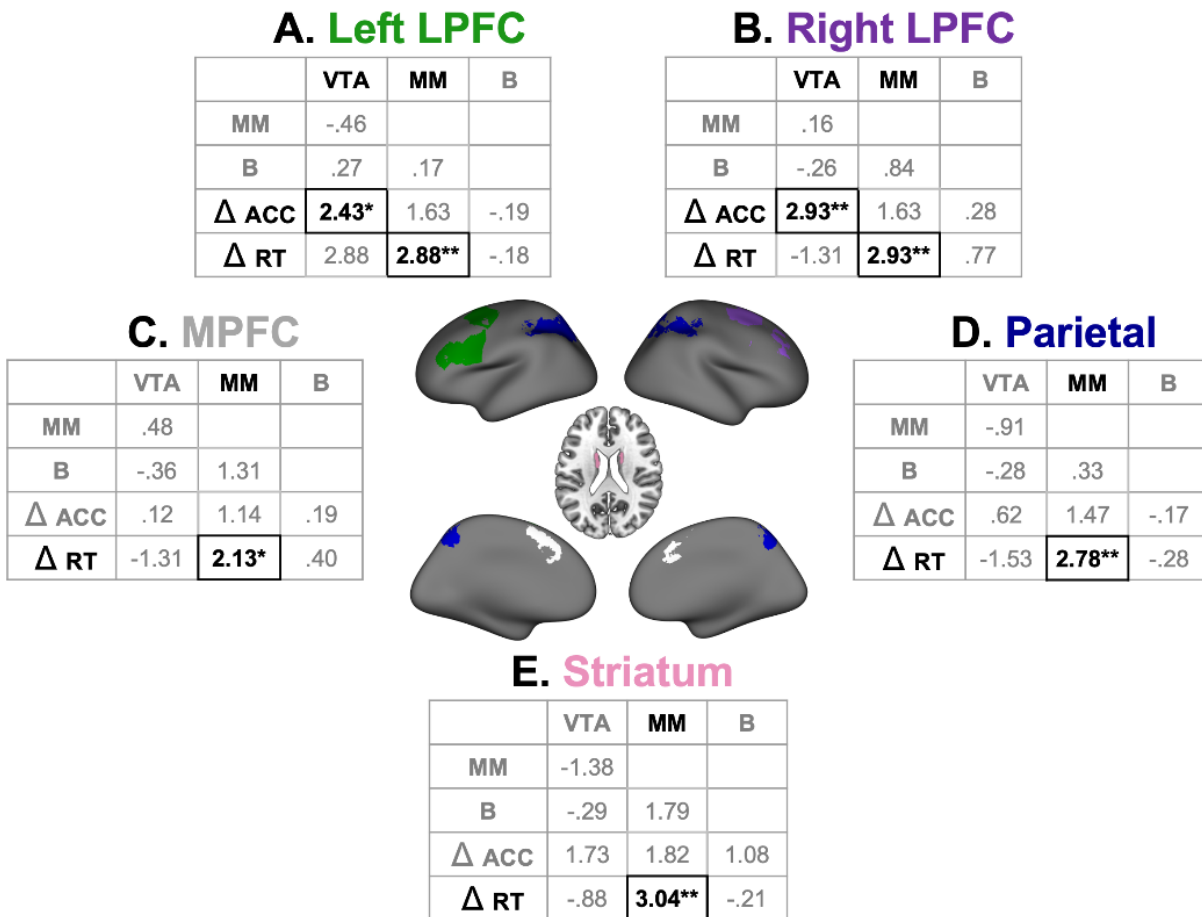 A. Left LPFC
VTA MM B
MM -.46
B .27 .17
Δ ACC 2.43* 1.63 -.19
Δ RT 2.88 2.88** -.18
B. Right LPFC
VTA MM B
MM .16
B -.26 .84
Δ ACC 2.93** 1.63 .28
Δ RT -1.31 2.93** .77
C. MPFC
VTA MM B
MM .48
B -.36 1.31
Δ ACC .12 1.14 .19
Δ RT -1.31 2.13* .40
D. Parietal
VTA MM B
MM -.91
B -.28 .33
Δ ACC .62 1.47 -.17
Δ RT -1.53 2.78** -.28
E. Striatum
VTA MM B
MM -1.38
B -.29 1.79
Δ ACC 1.73 1.82 1.08
Δ RT -.88 3.04** -.21